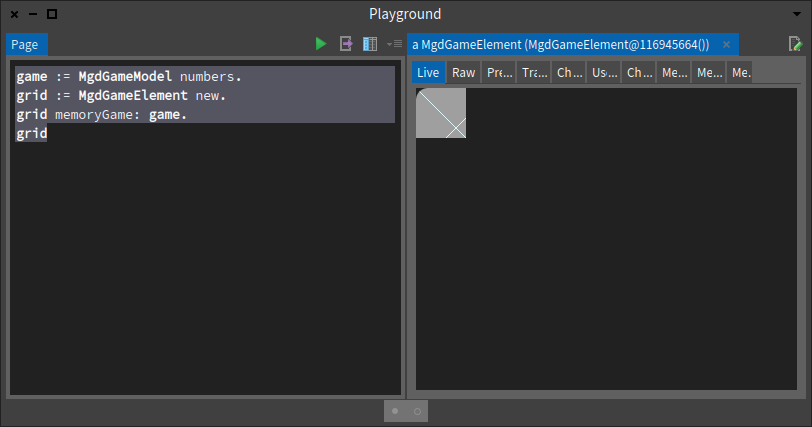 Playground
Page
game := MgdGameModel numbers.
grid := MgdGameElement new.
grid memoryGame: game.
grid
a MgdGameElement (MgdGameElement@116945664())
Live Raw Pre... Tra... Ch ... Us... Ch ... Me... Me... Me.